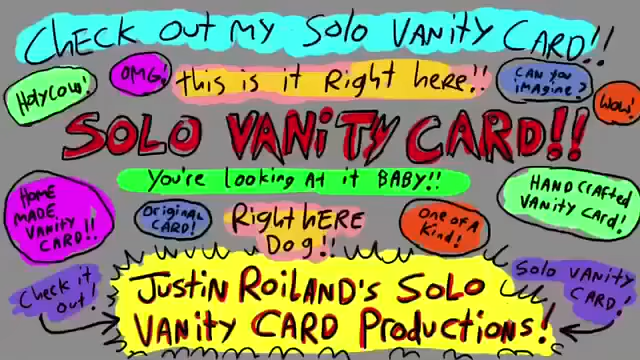 Check out my Solo Vanity Card!!
Holy Cow!
OMG!
this is it Right here!!
Can you imagine?
Wow!
SOLO VANITY CARD!!
You're looking at it BABY!!
Home
made
vanity
card!!
Original
Card!
Right here
Dog!!
One of a
Kind!
Hand crafted
vanity card!
Check it
out!
Justin Roiland's Solo
Vanity Card Productions!
Solo vanity
card!